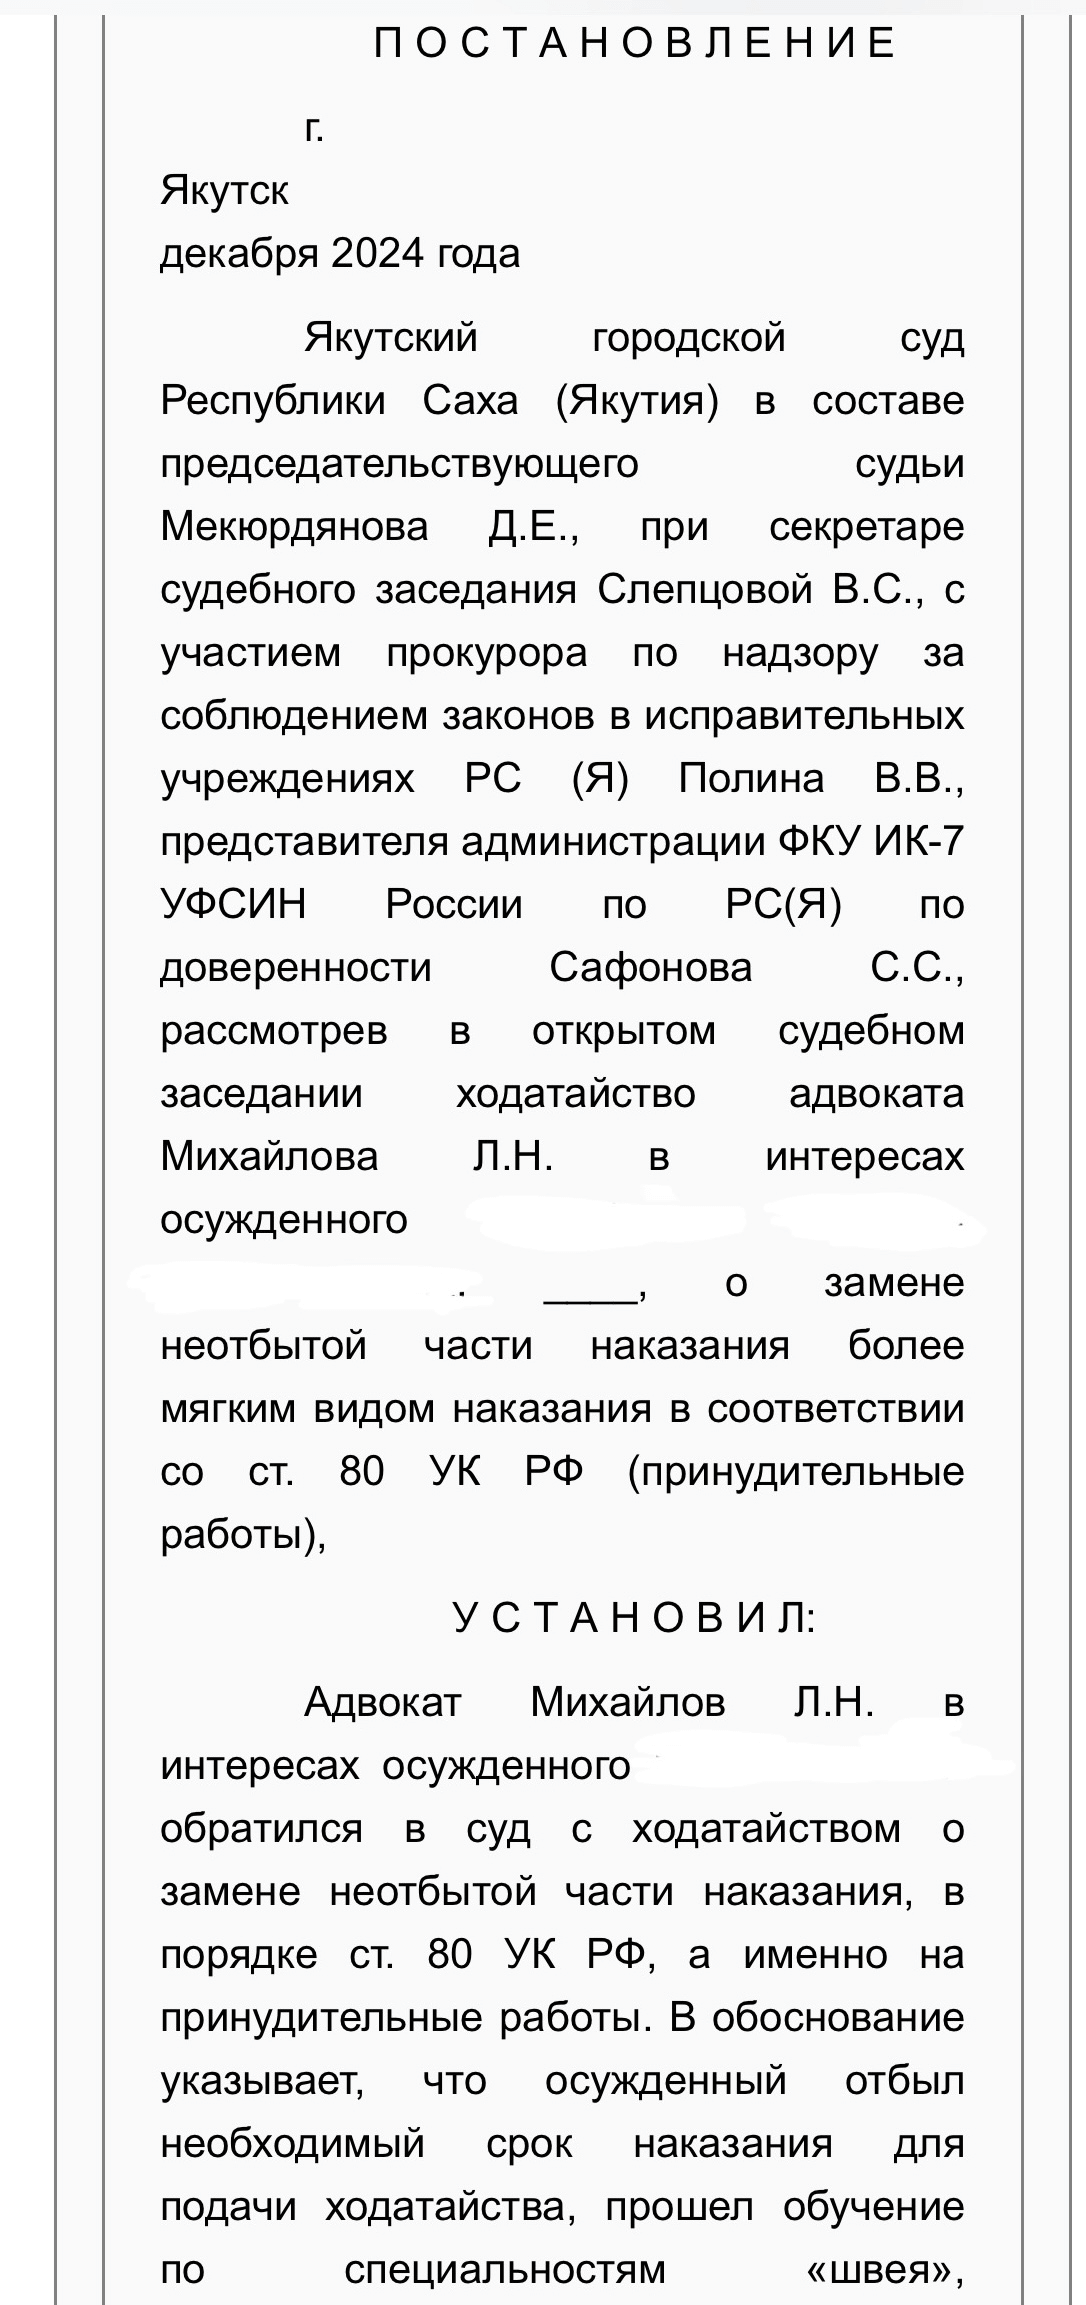 П О С Т А Н О В Л Е Н И Е
г.
Якутск
декабря 2024 года
Якутский городской суд
Республики Саха (Якутия) в составе
председательствующего судьи
Мекюрдянова Д.Е., при секретаре
судебного заседания Слепцовой В.С., с
участием прокурора по надзору за
соблюдением законов в исправительных
учреждениях РС (Я) Полина В.В.,
представителя администрации ФКУ ИК-7
УФСИН России по РС(Я) по
доверенности Сафонова С.С.,
рассмотрев в открытом судебном
заседании ходатайство адвоката
Михайлова Л.Н. в интересах
осужденного
. ____, о замене
неотбытой части наказания более
мягким видом наказания в соответствии
со ст. 80 УК РФ (принудительные
работы),
У С Т А Н О В И Л:
Адвокат Михайлов Л.Н. в
интересах осужденного
обратился в суд с ходатайством о
замене неотбытой части наказания, в
порядке ст. 80 УК РФ, а именно на
принудительные работы. В обоснование
указывает, что осужденный отбыл
необходимый срок наказания для
подачи ходатайства, прошел обучение
по специальностям «швея»,